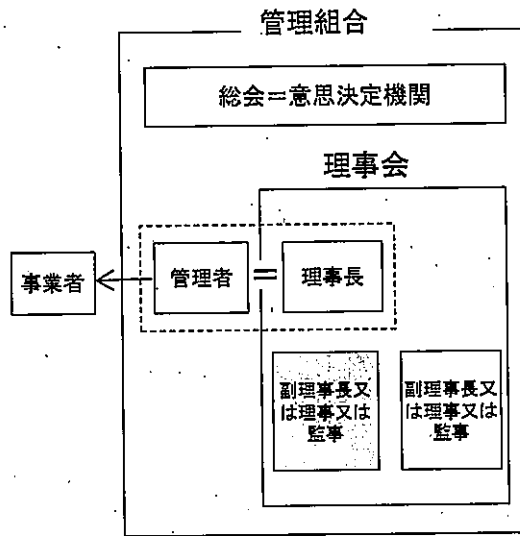 管理組合
総会＝意思決定機関
理事会
事業者
管理者
＝
理事長
副理事長又
は理事又は
監事
副理事長又
は理事又は
監事